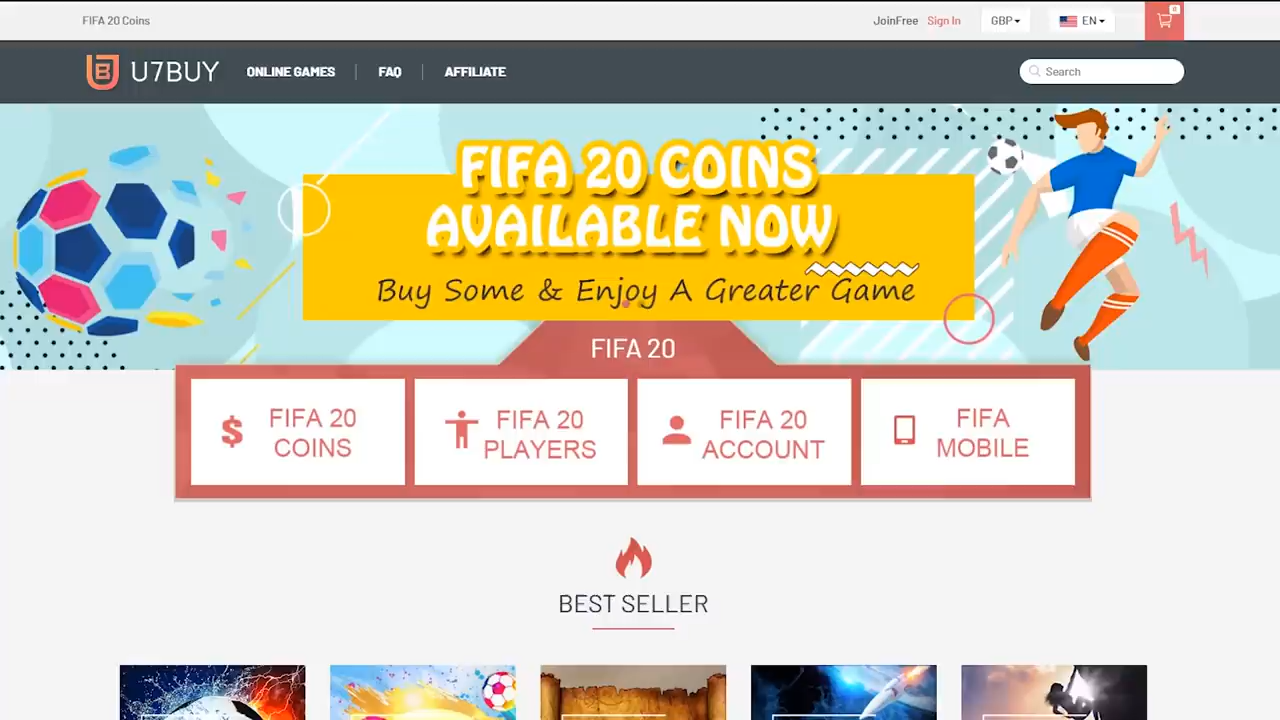 FIFA 20 Coins
JoinFree Sign In GBP EN 0
U7BUY ONLINE GAMES FAQ AFFILIATE Search
FIFA 20 COINS
AVAILABLE NOW
Buy Some & Enjoy A Greater Game
FIFA 20
FIFA 20
COINS
FIFA 20
PLAYERS
FIFA 20
ACCOUNT
FIFA
MOBILE
BEST SELLER